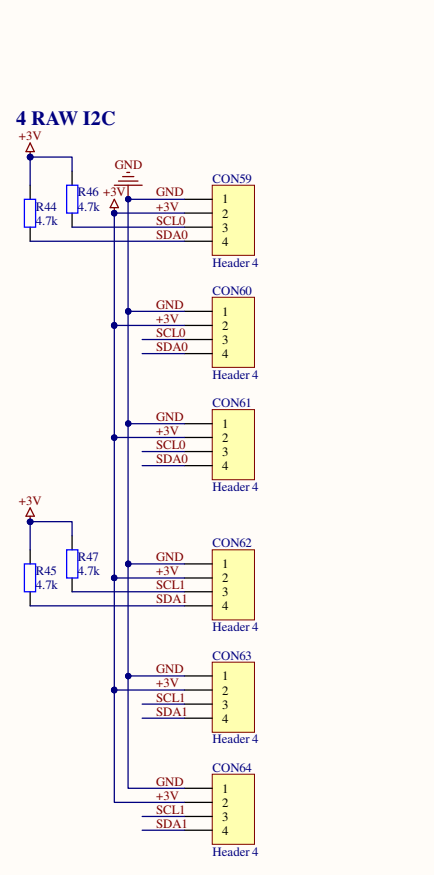 4 RAW I2C
+3V
GND
R46
4.7k
+3V
R44
4.7k
CON59
GND 1
+3V 2
SCL0 3
SDA0 4
Header 4
CON60
GND 1
+3V 2
SCL0 3
SDA0 4
Header 4
CON61
GND 1
+3V 2
SCL0 3
SDA0 4
Header 4
+3V
R47
4.7k
R45
4.7k
CON62
GND 1
+3V 2
SCL1 3
SDA1 4
Header 4
CON63
GND 1
+3V 2
SCL1 3
SDA1 4
Header 4
CON64
GND 1
+3V 2
SCL1 3
SDA1 4
Header 4